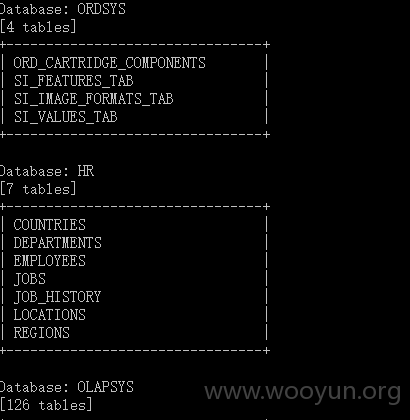 Database: ORDSYS
[4 tables]
+--------------------------------+
| ORD_CARTRIDGE_COMPONENTS |
| SI_FEATURES_TAB |
| SI_IMAGE_FORMATS_TAB |
| SI_VALUES_TAB |
+--------------------------------+
Database: HR
[7 tables]
+--------------------------------+
| COUNTRIES |
| DEPARTMENTS |
| EMPLOYEES |
| JOBS |
| JOB_HISTORY |
| LOCATIONS |
| REGIONS |
+--------------------------------+
Database: OLAPSYS
[126 tables]
www.wooyun.org